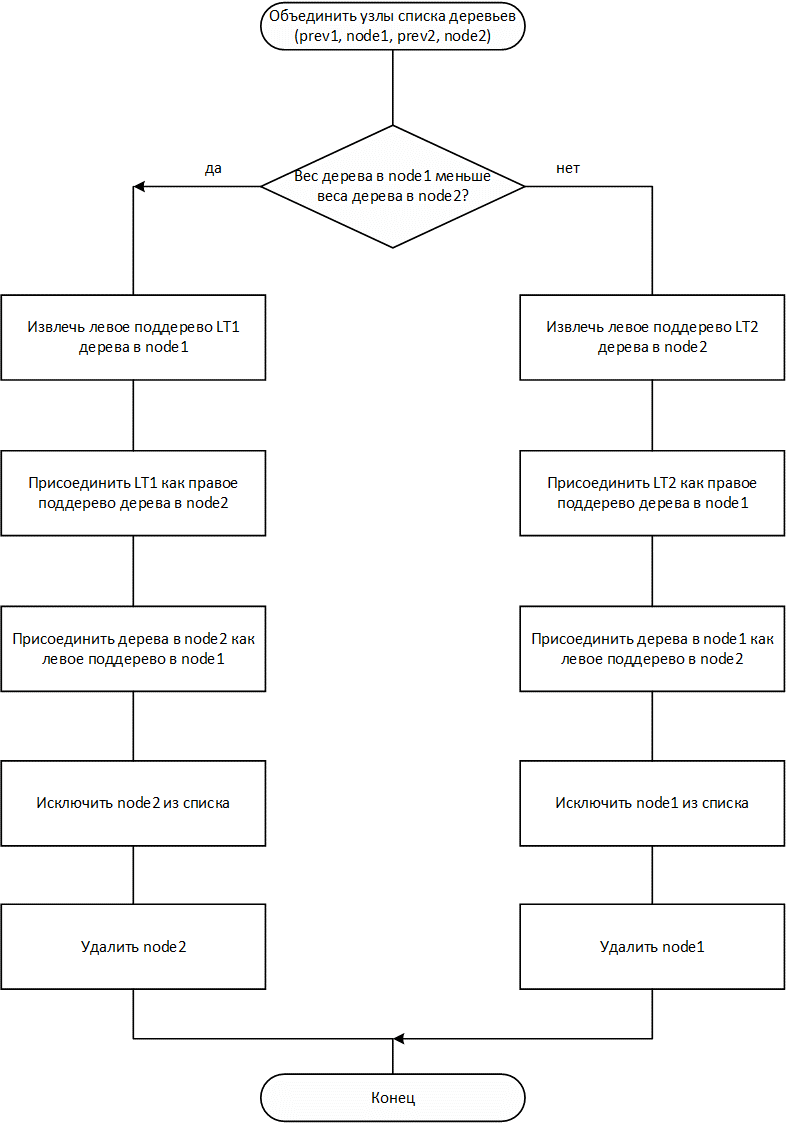 Объединить узлы списка деревьев
(prev1, node1, prev2, node2)
да
Вес дерева в node1 меньше
веса дерева в node2?
нет
Извлечь левое поддерево LT1
дерева в node1
Извлечь левое поддерево LT2
дерева в node2
Присоединить LT1 как правое
поддерево дерева в node2
Присоединить LT2 как правое
поддерево дерева в node1
Присоединить дерева в node2 как
левое поддерево в node1
Присоединить дерева в node1 как
левое поддерево в node2
Исключить node2 из списка
Исключить node1 из списка
Удалить node2
Удалить node1
Конец